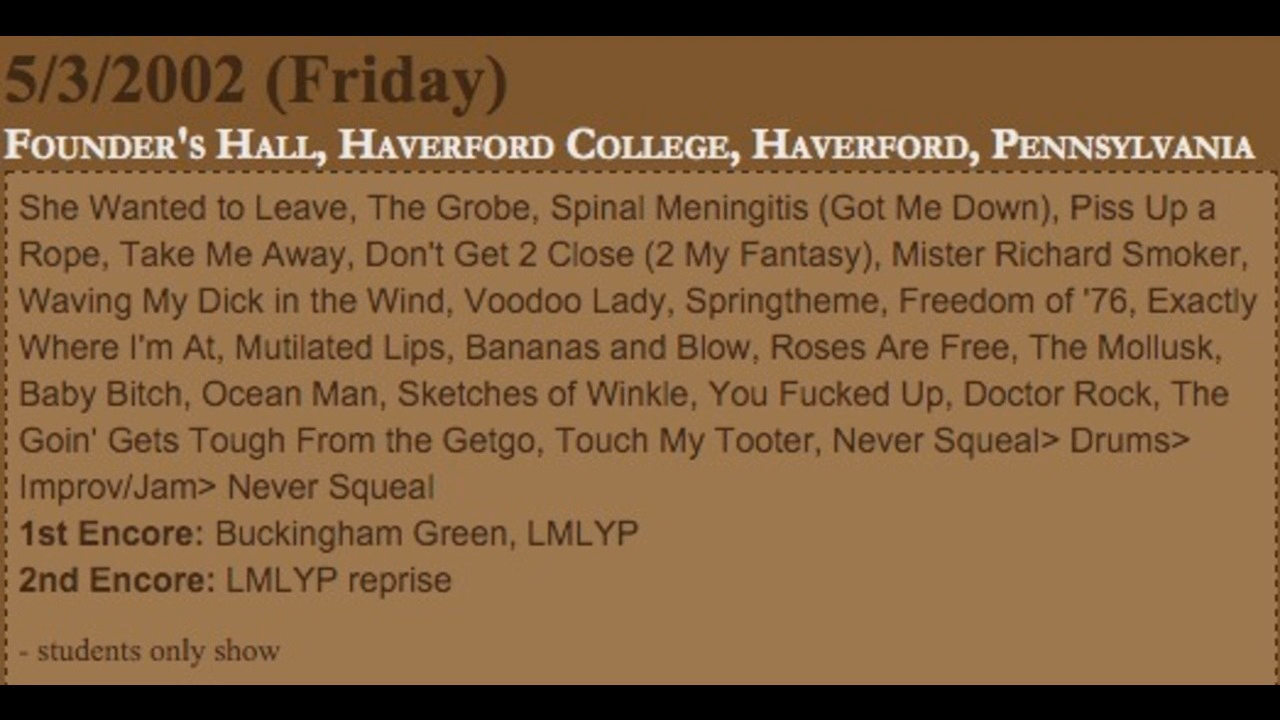 5/3/2002 (Friday)
Founder's Hall, Haverford College, Haverford, Pennsylvania
She Wanted to Leave, The Grobe, Spinal Meningitis (Got Me Down), Piss Up a
Rope, Take Me Away, Don't Get 2 Close (2 My Fantasy), Mister Richard Smoker,
Waving My Dick in the Wind, Voodoo Lady, Springtheme, Freedom of '76, Exactly
Where I'm At, Mutilated Lips, Bananas and Blow, Roses Are Free, The Mollusk,
Baby Bitch, Ocean Man, Sketches of Winkle, You Fucked Up, Doctor Rock, The
Goin' Gets Tough From the Getgo, Touch My Tooter, Never Squeal> Drums>
Improv/Jam> Never Squeal
1st Encore: Buckingham Green, LMLYP
2nd Encore: LMLYP reprise
- students only show